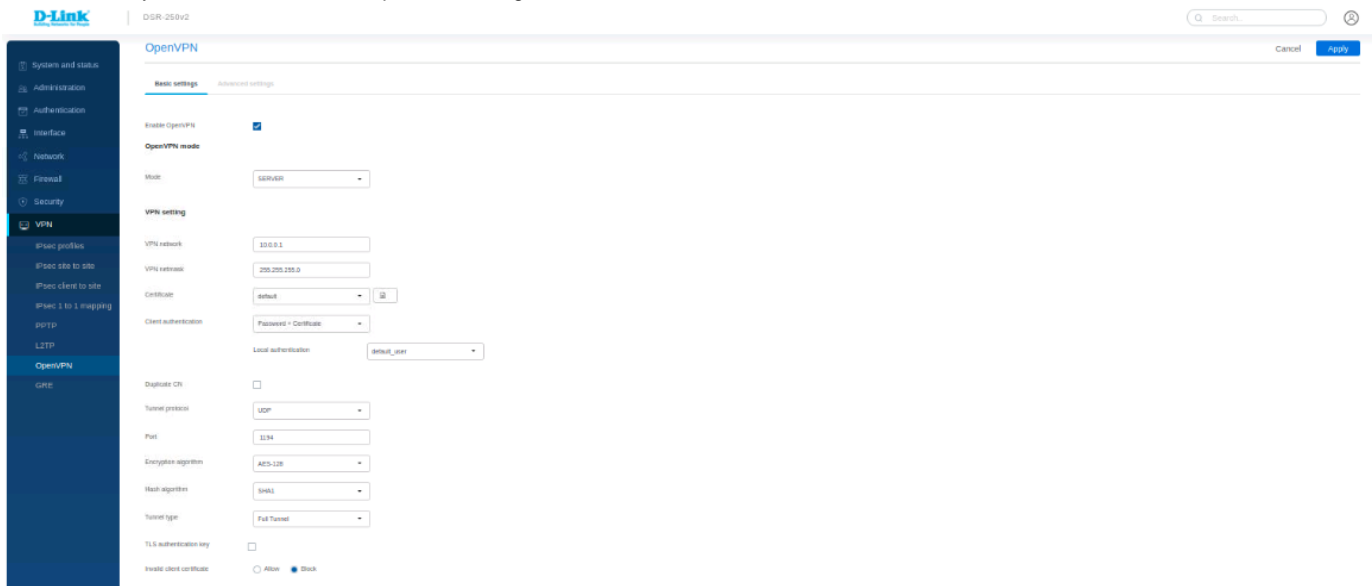 D-Link
Building Networks for People
DSR-250v2
Search..
OpenVPN
Cancel
Apply
System and status
Administration
Authentication
Interface
Network
Firewall
Security
VPN
IPsec profiles
IPsec site to site
IPsec client to site
IPsec 1 to 1 mapping
PPTP
L2TP
OpenVPN
GRE
Basic settings
Advanced settings
Enable OpenVPN
OpenVPN mode
Mode
SERVER
VPN setting
VPN network
10.0.0.1
VPN netmask
255.255.255.0
Certificate
default
Client authentication
Password + Certificate
Local authentication
default_user
Duplicate CN
Tunnel protocol
UDP
Port
1194
Encryption algorithm
AES-128
Hash algorithm
SHA1
Tunnel type
Full Tunnel
TLS authentication key
Invalid client certificate
Allow
Block